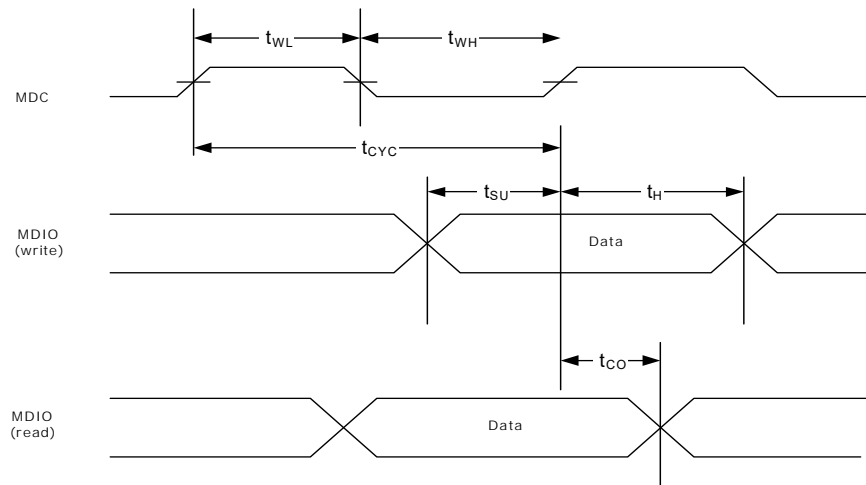 tWL
tWH
MDC
tCYC
tSU
tH
MDIO
(write)
Data
tCO
MDIO
(read)
Data